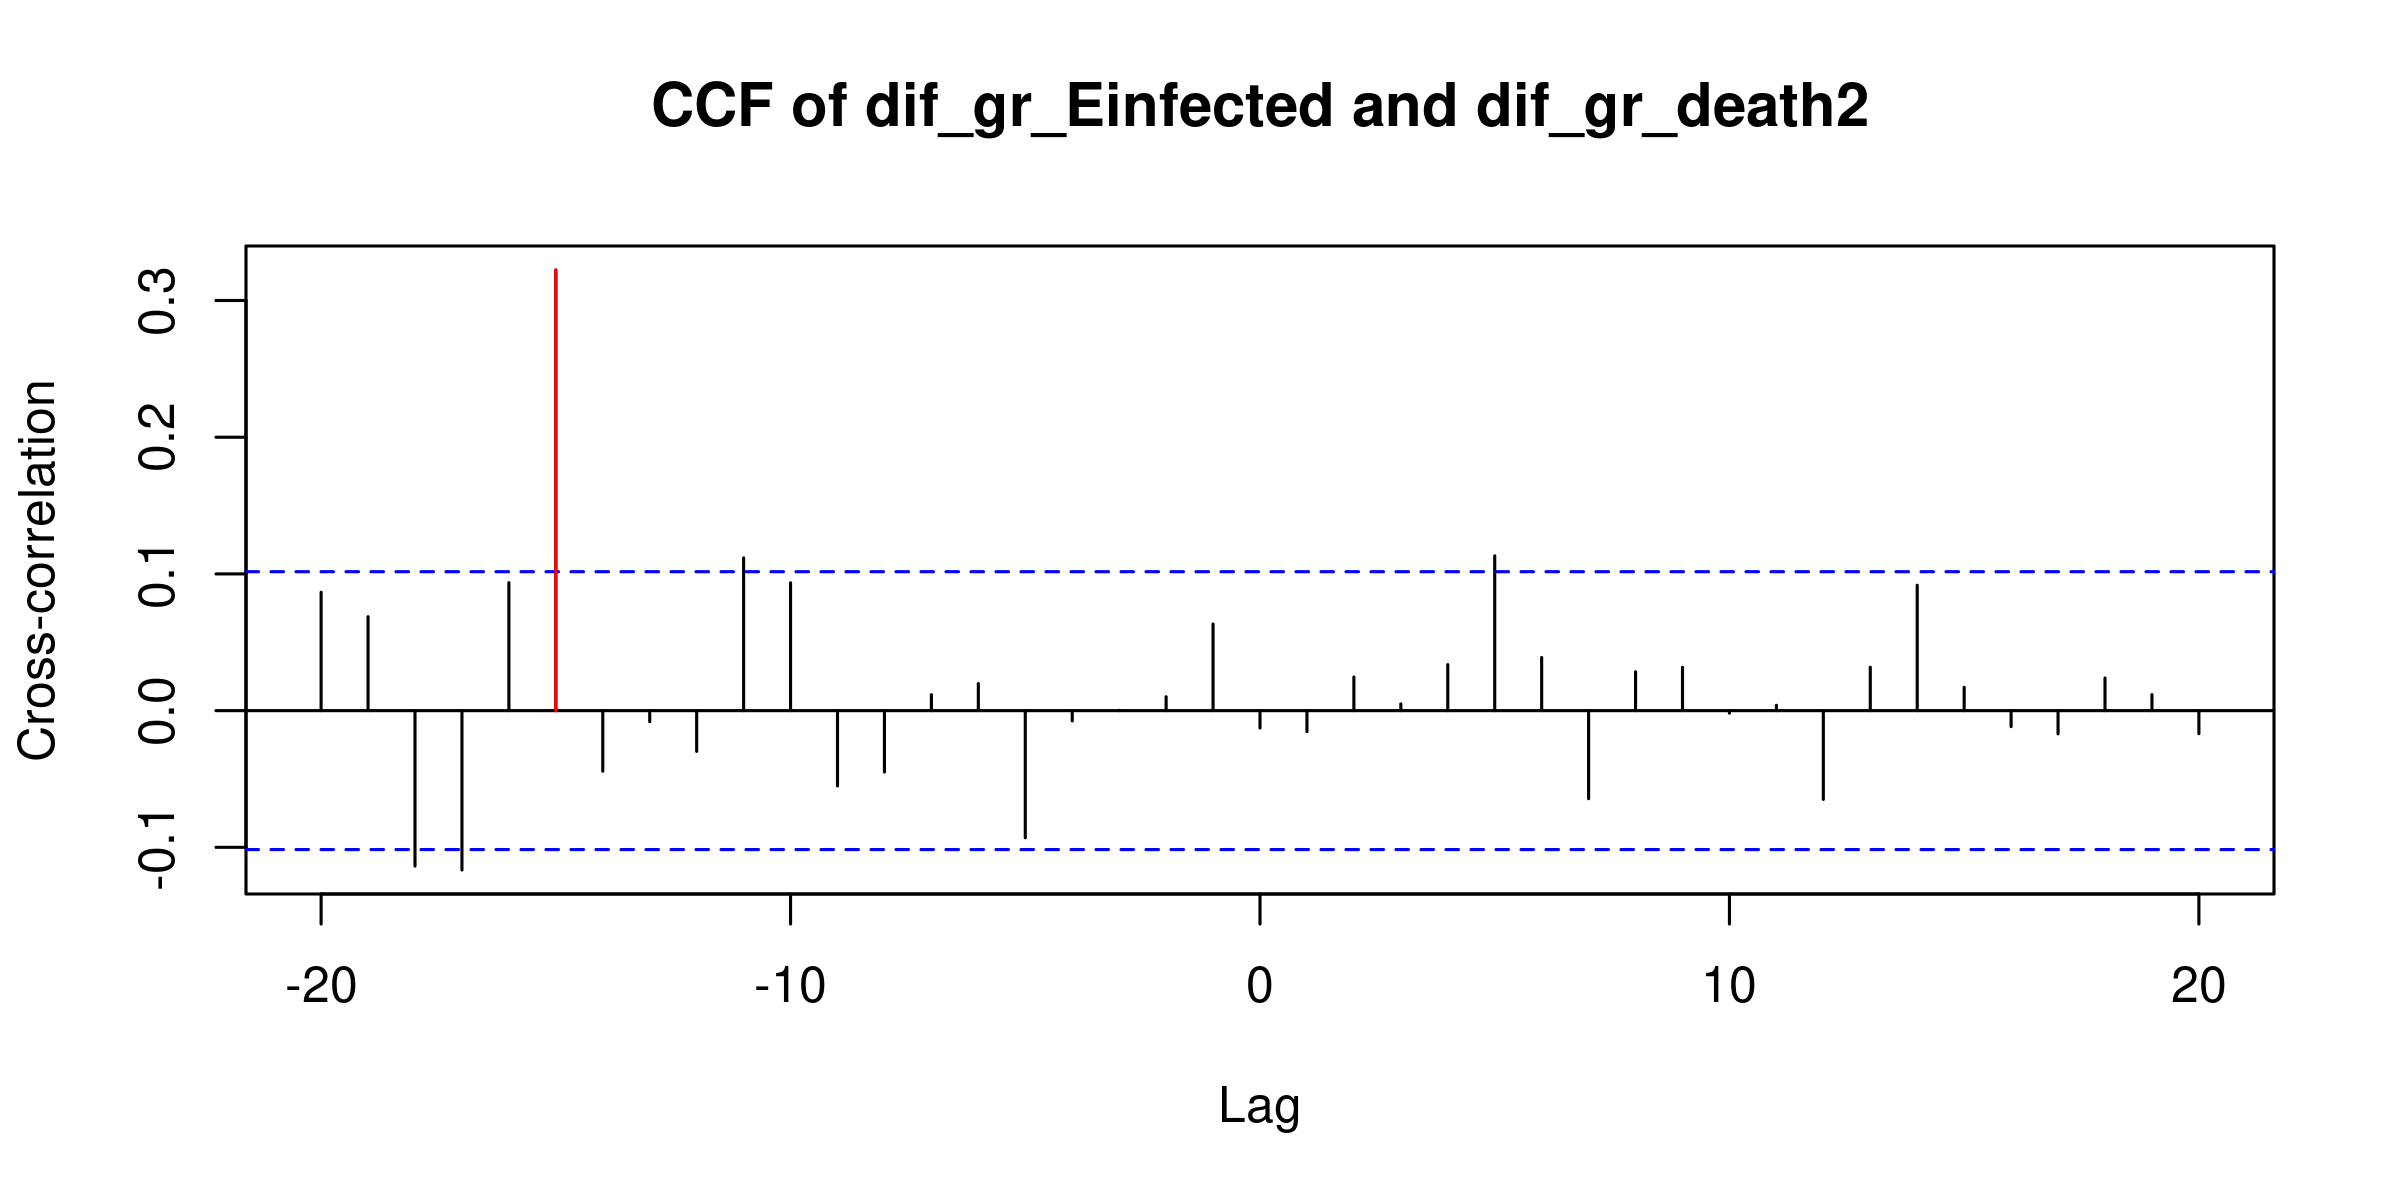 CCF of dif_gr_Einfected and dif_gr_death2
Cross-correlation
0.3
0.2
0.1
0.0
-0.1
-20 -10 0 10 20
Lag